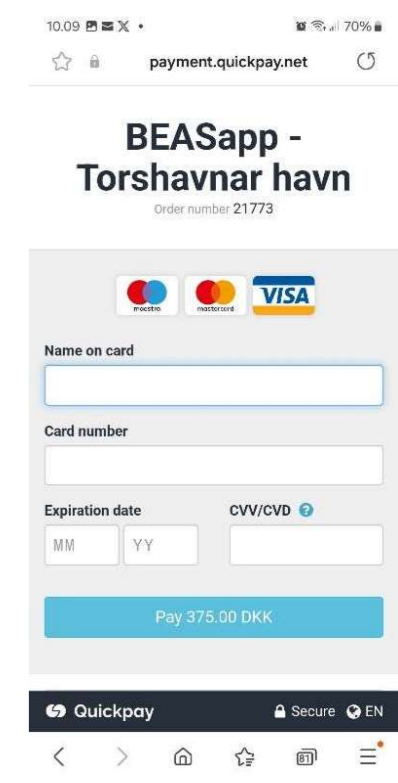 10.09 70%
payment.quickpay.net
BEASapp -
Torshavnar havn
Order number 21773
maestro mastercard VISA
Name on card
Card number
Expiration date CVV/CVD ?
MM YY
Pay 375.00 DKK
Quickpay Secure EN
81